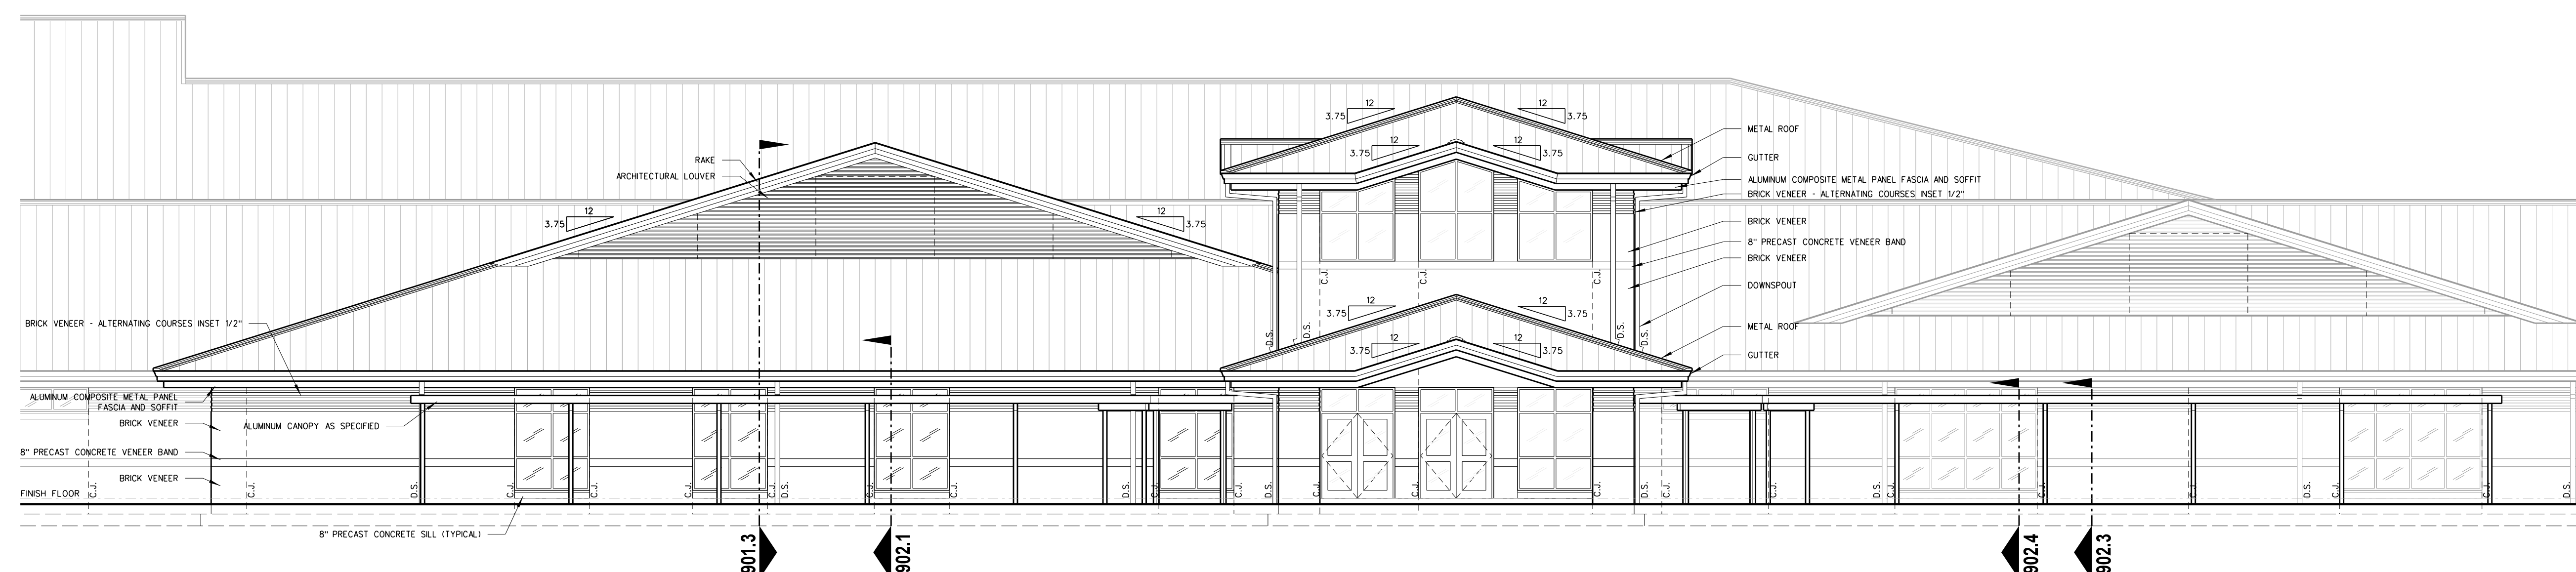 12
12
3.75
3.75
12
12
3.75
3.75
METAL ROOF
GUTTER
ALUMINUM COMPOSITE METAL PANEL FASCIA AND SOFFIT
BRICK VENEER - ALTERNATING COURSES INSET 1/2"
BRICK VENEER
8" PRECAST CONCRETE VENEER BAND
BRICK VENEER
DOWNSPOUT
METAL ROOF
GUTTER
RAKE
ARCHITECTURAL LOUVER
12
3.75
12
3.75
C.J.
C.J.
C.J.
12
12
3.75
3.75
12
12
3.75
3.75
D.S.
D.S.
D.S.
D.S.
BRICK VENEER - ALTERNATING COURSES INSET 1/2"
ALUMINUM COMPOSITE METAL PANEL
FASCIA AND SOFFIT
BRICK VENEER
ALUMINUM CANOPY AS SPECIFIED
8" PRECAST CONCRETE VENEER BAND
BRICK VENEER
FINISH FLOOR
C.J.
C.J.
D.S.
C.J.
C.J.
C.J.
C.J.
D.S.
C.J.
C.J.
D.S.
C.J.
C.J.
D.S.
C.J.
C.J.
C.J.
D.S.
C.J.
C.J.
D.S.
C.J.
C.J.
C.J.
D.S.
C.J.
C.J.
D.S.
8" PRECAST CONCRETE SILL (TYPICAL)
901.3
902.1
902.4
902.3